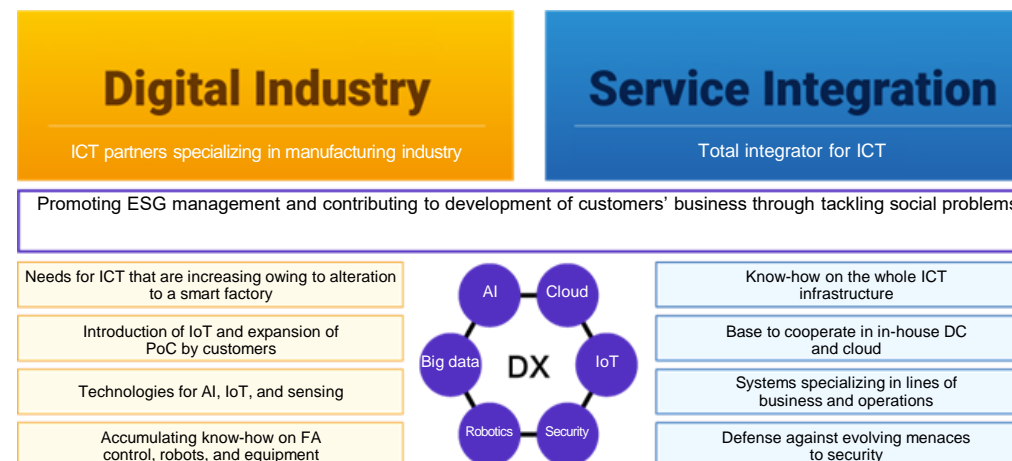 Digital Industry
ICT partners specializing in manufacturing industry
Service Integration
Total integrator for ICT
Promoting ESG management and contributing to development of customers’ business through tackling social problems
Needs for ICT that are increasing owing to alteration
to a smart factory
Introduction of IoT and expansion of
PoC by customers
Technologies for AI, IoT, and sensing
Accumulating know-how on FA
control, robots, and equipment
AI
Cloud
Big data
DX
IoT
Robotics
Security
Know-how on the whole ICT
infrastructure
Base to cooperate in in-house DC
and cloud
Systems specializing in lines of
business and operations
Defense against evolving menaces
to security